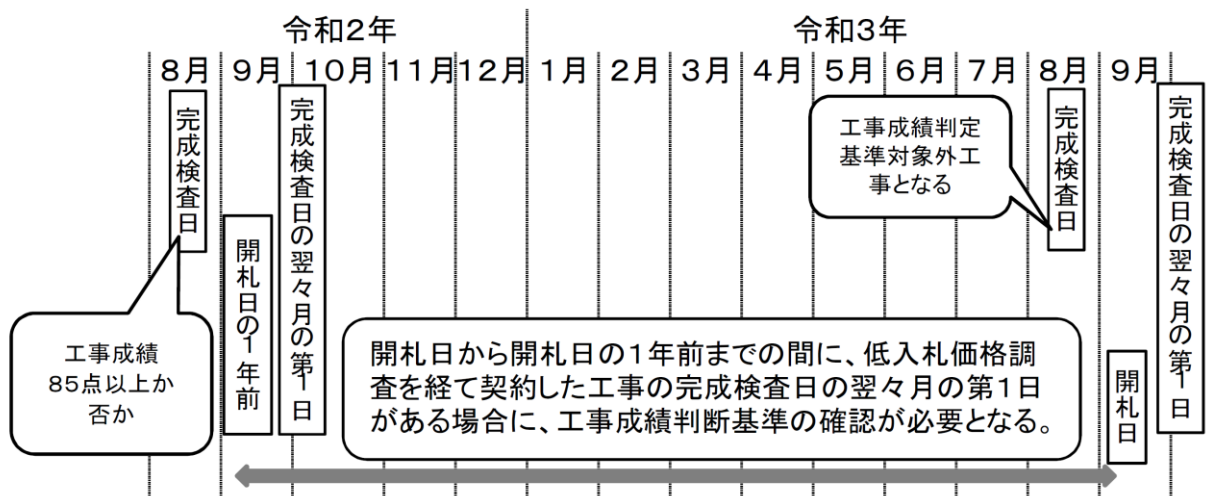 令和2年
令和3年
8月
9月
10月
11月
12月
1月
2月
3月
4月
5月
6月
7月
8月
9月
完成検査日
開札日の1年前
完成検査日の翌々月の第1日
工事成績判定
基準対象外工
事となる
完成検査日
完成検査日の翌々月の第1日
工事成績
85点以上か
否か
開札日から開札日の1年前までの間に、低入札価格調
査を経て契約した工事の完成検査日の翌々月の第1日
がある場合に、工事成績判断基準の確認が必要となる。
開札日